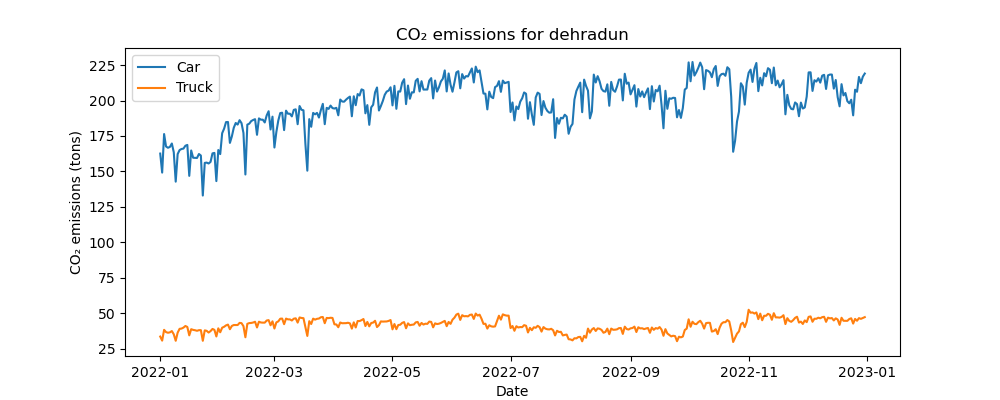 CO₂ emissions for dehradun
Car
Truck
CO₂ emissions (tons)
225
200
175
150
125
100
75
50
25
2022-01 2022-03 2022-05 2022-07 2022-09 2022-11 2023-01
Date